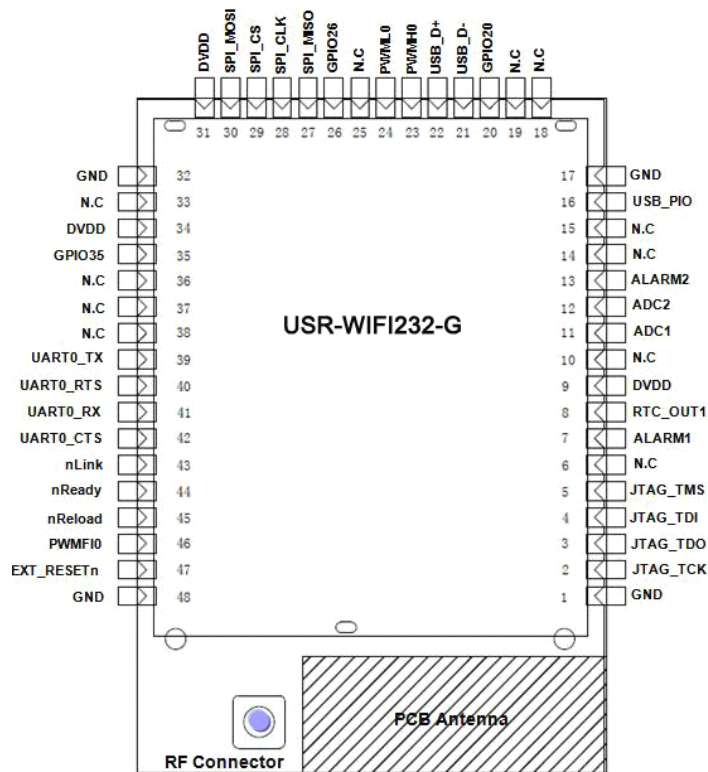 DVDD SPI_MOSI SPI_CS SPI_CLK SPI_MISO GPIO26 N.C PWML0 PWMH0 USB_D+ USB_D- GPIO20 N.C N.C
31 30 29 28 27 26 25 24 23 22 21 20 19 18
GND 32 17 GND
N.C 33 16 USB_PIO
DVDD 34 15 N.C
GPIO35 35 14 N.C
N.C 36 13 ALARM2
N.C 37 12 ADC2
USR-WIFI232-G
N.C 38 11 ADC1
UART0_TX 39 10 N.C
UART0_RTS 40 9 DVDD
UART0_RX 41 8 RTC_OUT1
UART0_CTS 42 7 ALARM1
nLink 43 6 N.C
nReady 44 5 JTAG_TMS
nReload 45 4 JTAG_TDI
PWMFI0 46 3 JTAG_TDO
EXT_RESETn 47 2 JTAG_TCK
GND 48 1 GND
PCB Antenna
RF Connector